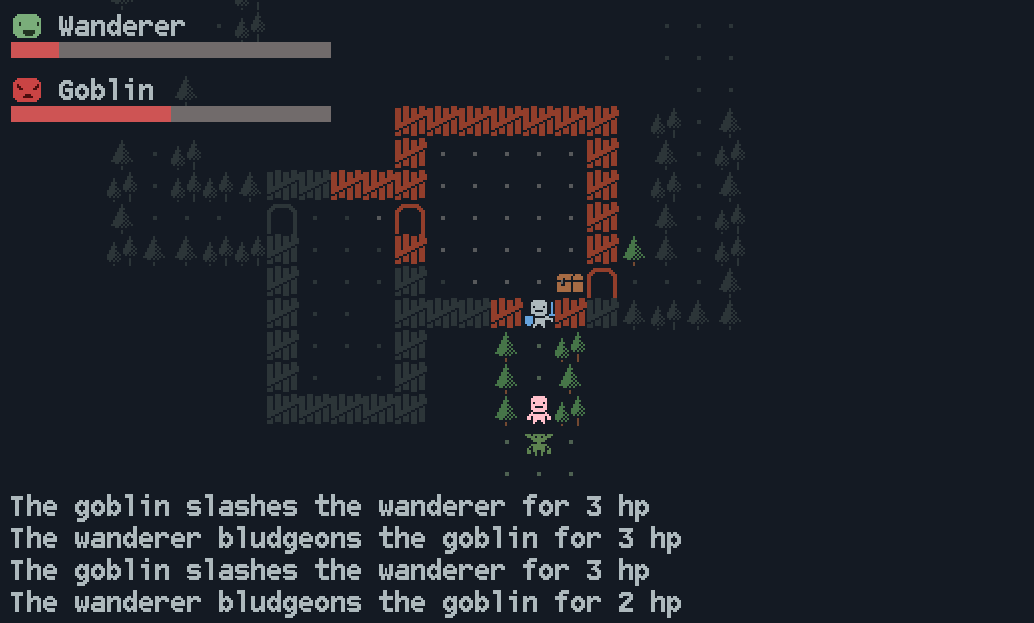 Wanderer
Goblin
The goblin slashes the wanderer for 3 hp
The wanderer bludgeons the goblin for 3 hp
The goblin slashes the wanderer for 3 hp
The wanderer bludgeons the goblin for 2 hp